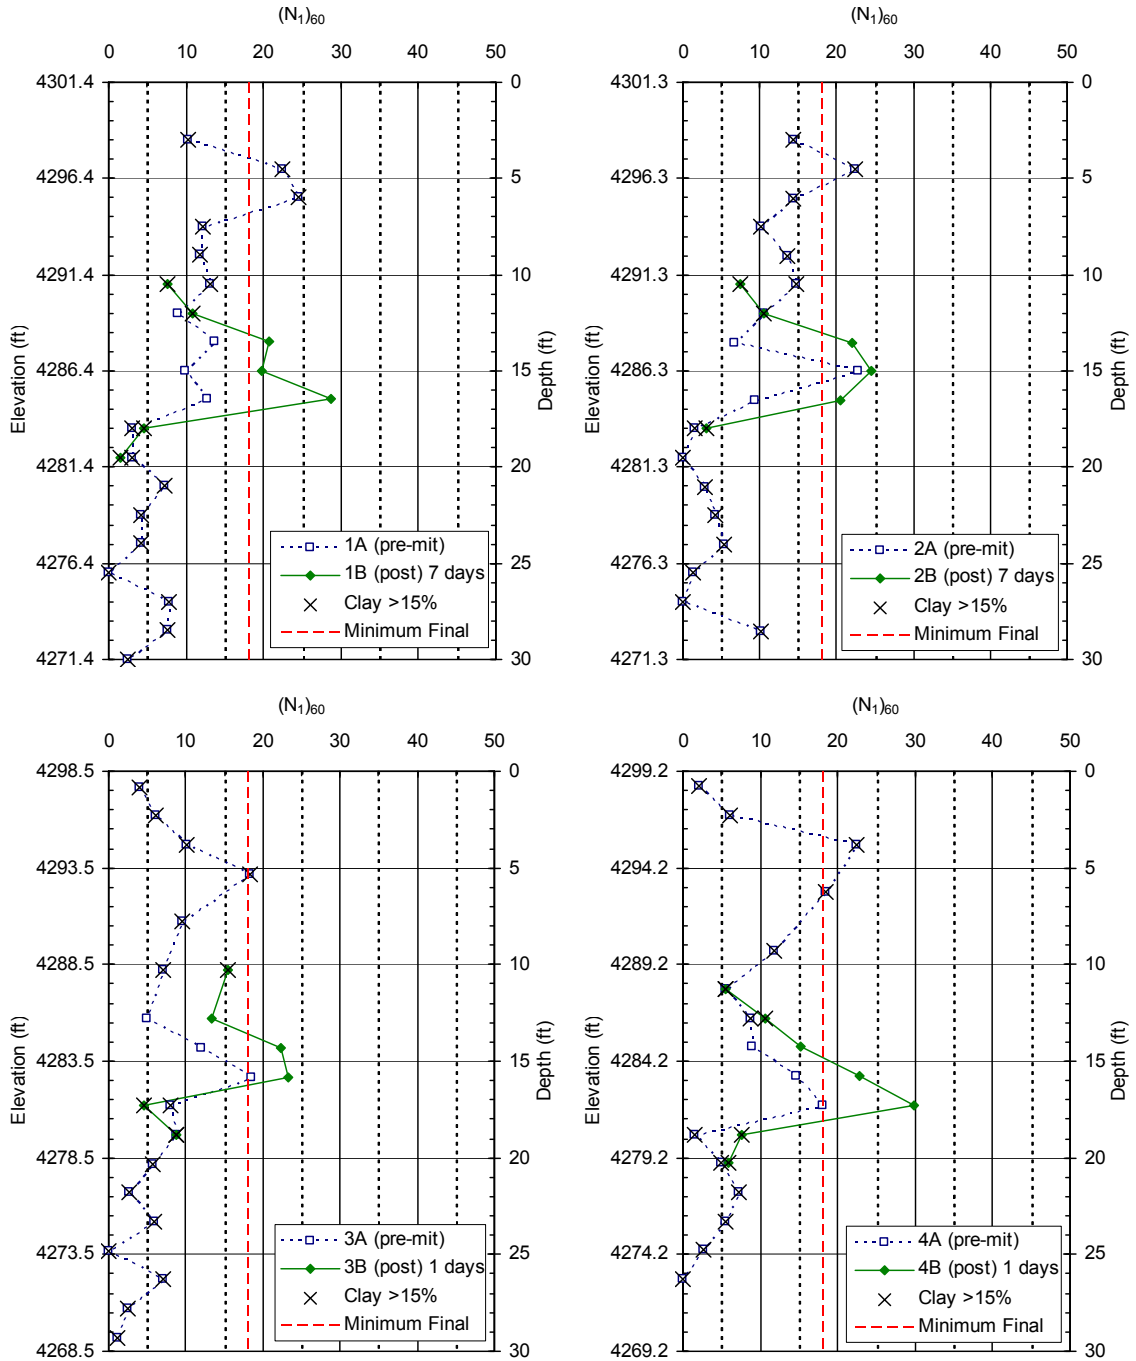 (N1)60
(N1)60
0 10 20 30 40 50
0 10 20 30 40 50
4301.4 0
4296.4 5
4291.4 10
4286.4 15
4281.4 20
4276.4 25
4271.4 30
Elevation (ft)
Depth (ft)
1A (pre-mit)
1B (post) 7 days
Clay >15%
Minimum Final
4301.3 0
4296.3 5
4291.3 10
4286.3 15
4281.3 20
4276.3 25
4271.3 30
Elevation (ft)
Depth (ft)
2A (pre-mit)
2B (post) 7 days
Clay >15%
Minimum Final
(N1)60
(N1)60
0 10 20 30 40 50
0 10 20 30 40 50
4298.5 0
4293.5 5
4288.5 10
4283.5 15
4278.5 20
4273.5 25
4268.5 30
Elevation (ft)
Depth (ft)
3A (pre-mit)
3B (post) 1 days
Clay >15%
Minimum Final
4299.2 0
4294.2 5
4289.2 10
4284.2 15
4279.2 20
4274.2 25
4269.2 30
Elevation (ft)
Depth (ft)
4A (pre-mit)
4B (post) 1 days
Clay >15%
Minimum Final